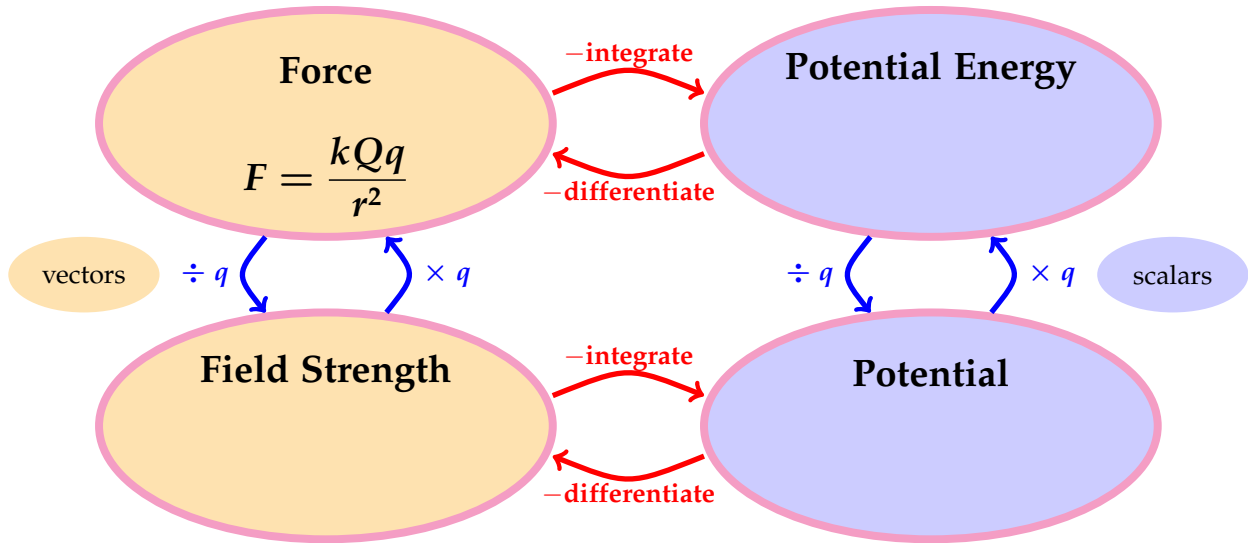 Force
F = kQq / r²
−integrate
Potential Energy
−differentiate
vectors
÷ q
× q
÷ q
× q
scalars
Field Strength
−integrate
Potential
−differentiate